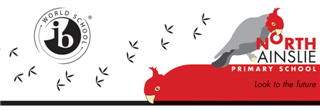 WORLD SCHOOL
ib
NORTH
AINSLIE
PRIMARY SCHOOL
Look to the future